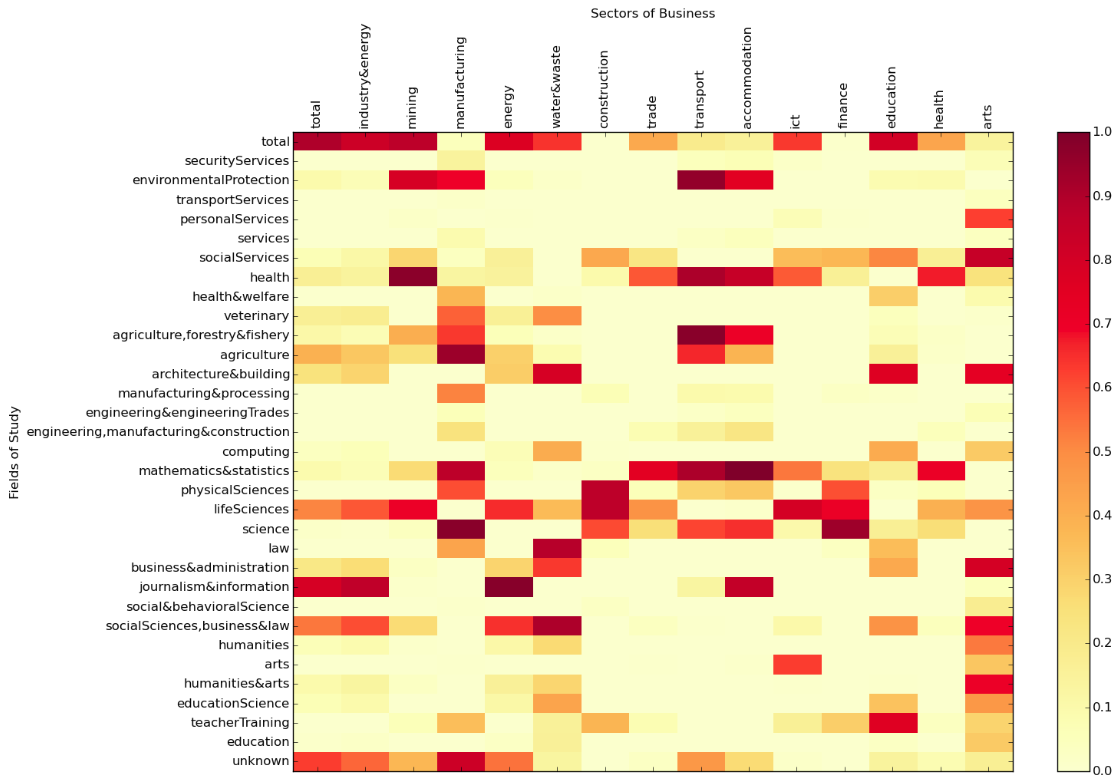 Sectors of Business
total
industry&energy
mining
manufacturing
energy
water&waste
construction
trade
transport
accommodation
ict
finance
education
health
arts
Fields of Study
total
securityServices
environmentalProtection
transportServices
personalServices
services
socialServices
health
health&welfare
veterinary
agriculture,forestry&fishery
agriculture
architecture&building
manufacturing&processing
engineering&engineeringTrades
engineering,manufacturing&construction
computing
mathematics&statistics
physicalSciences
lifeSciences
science
law
business&administration
journalism&information
social&behavioralScience
socialSciences,business&law
humanities
arts
humanities&arts
educationScience
teacherTraining
education
unknown
1.0
0.9
0.8
0.7
0.6
0.5
0.4
0.3
0.2
0.1
0.0